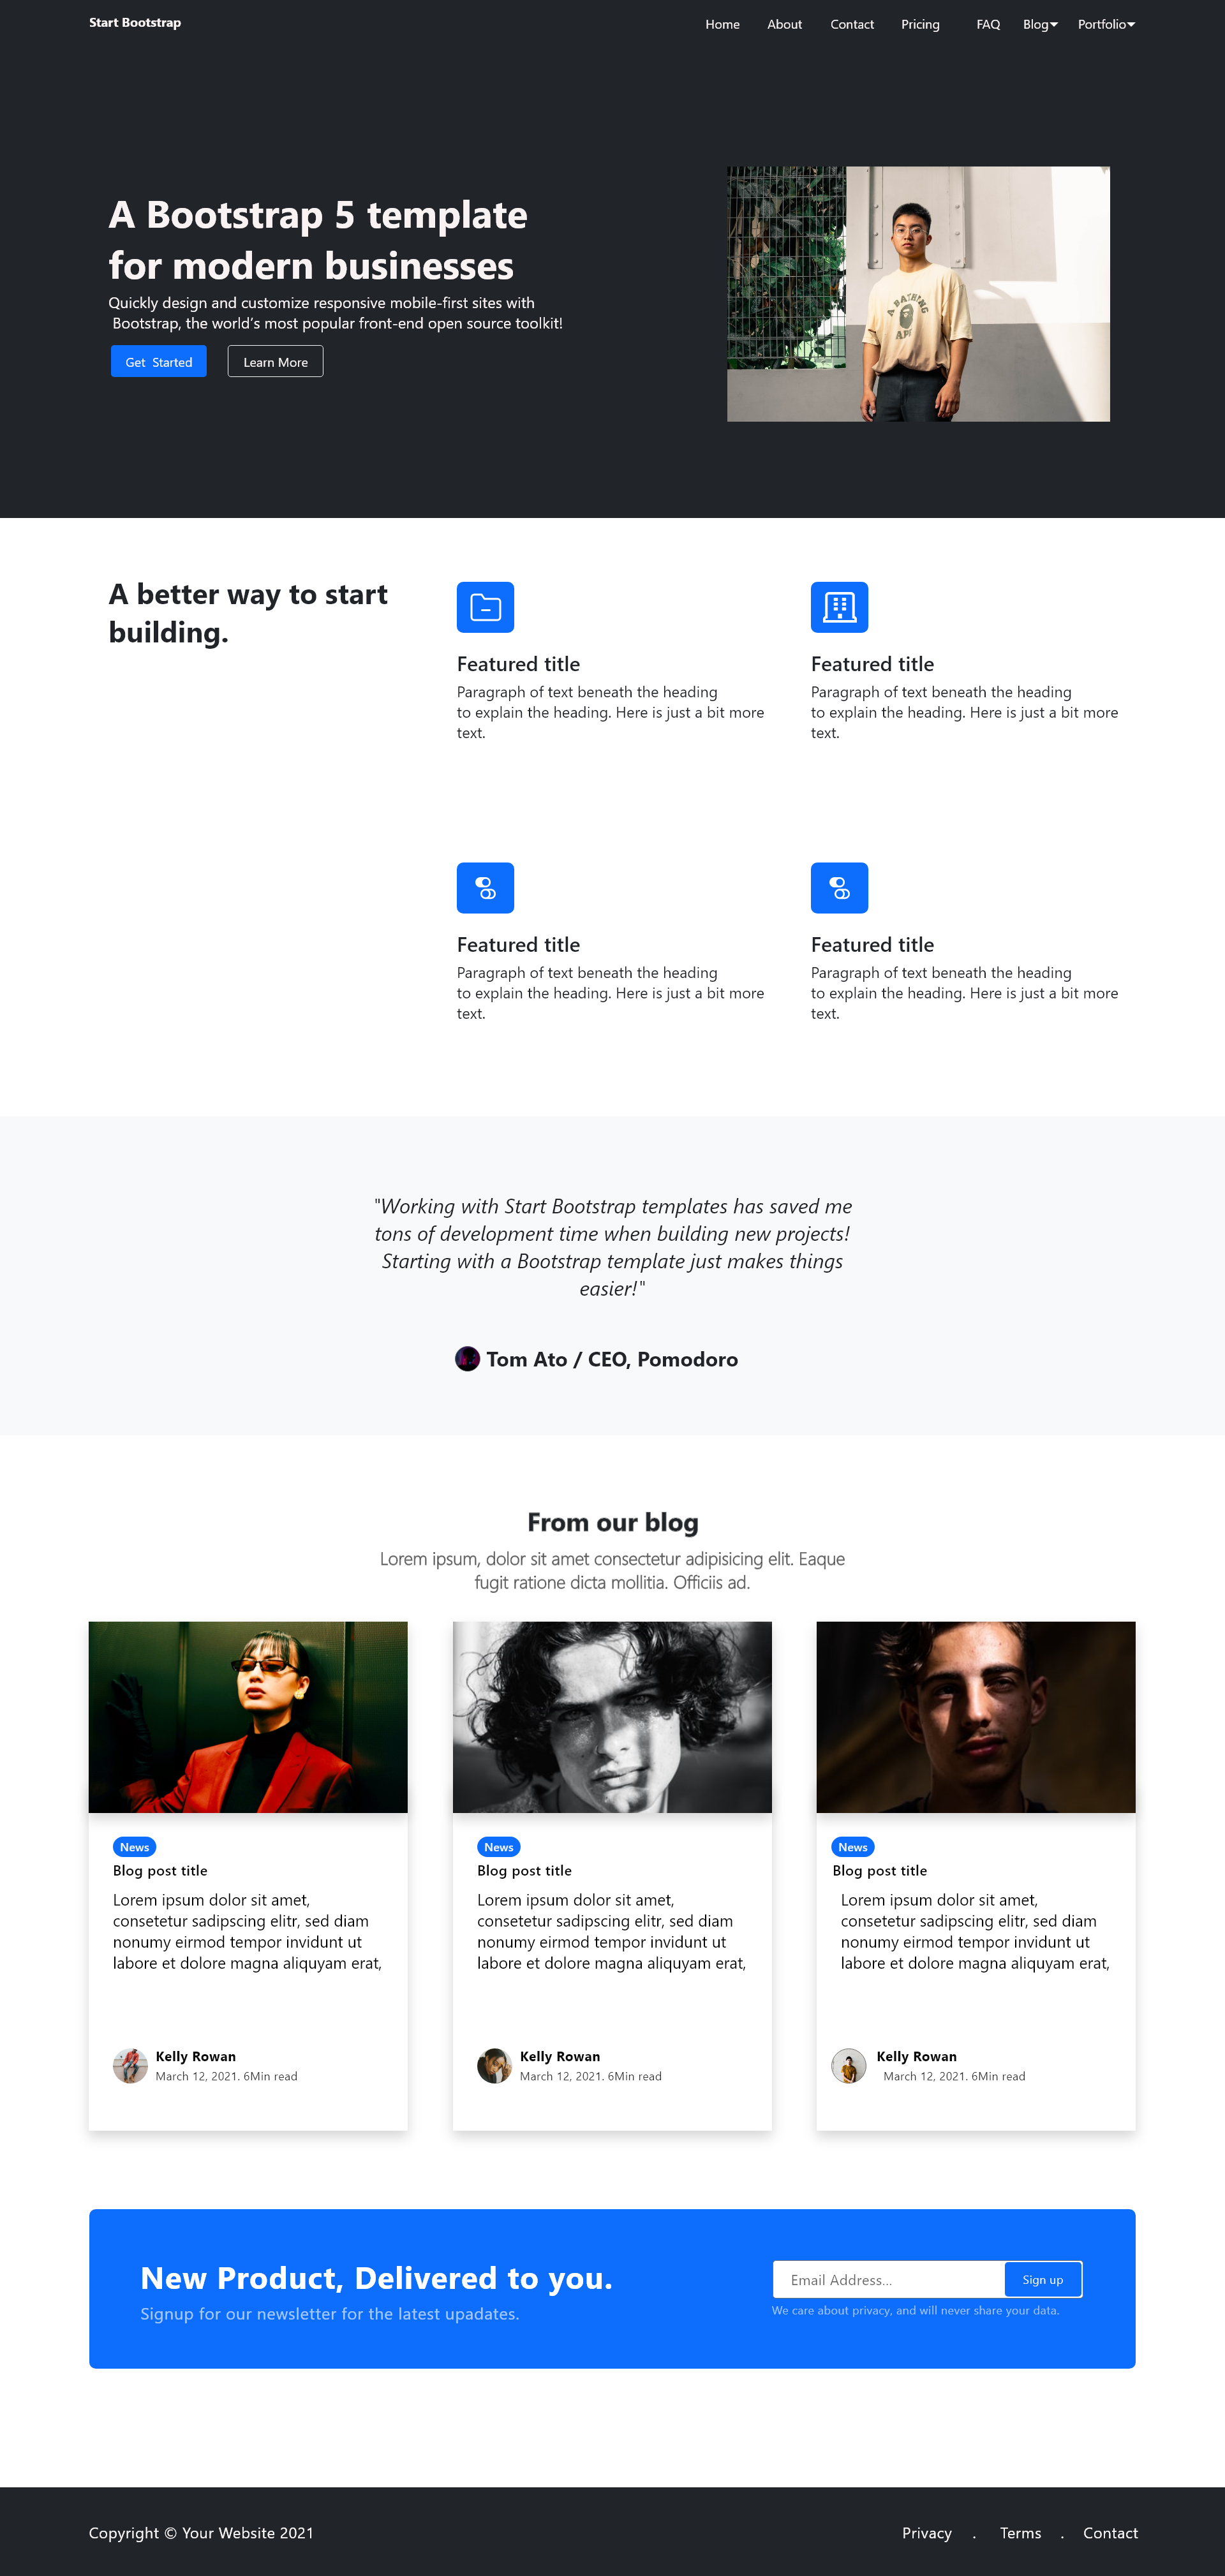 Start Bootstrap
Home About Contact Pricing FAQ Blog Portfolio
A Bootstrap 5 template
for modern businesses
Quickly design and customize responsive mobile-first sites with
Bootstrap, the world’s most popular front-end open source toolkit!
Get Started Learn More
A BATHING
APE
A better way to start
building.
Featured title
Paragraph of text beneath the heading
to explain the heading. Here is just a bit more
text.
Featured title
Paragraph of text beneath the heading
to explain the heading. Here is just a bit more
text.
Featured title
Paragraph of text beneath the heading
to explain the heading. Here is just a bit more
text.
Featured title
Paragraph of text beneath the heading
to explain the heading. Here is just a bit more
text.
"Working with Start Bootstrap templates has saved me
tons of development time when building new projects!
Starting with a Bootstrap template just makes things
easier!"
Tom Ato / CEO, Pomodoro
From our blog
Lorem ipsum, dolor sit amet consectetur adipisicing elit. Eaque
fugit ratione dicta mollitia. Officiis ad.
News
Blog post title
Lorem ipsum dolor sit amet,
consetetur sadipscing elitr, sed diam
nonumy eirmod tempor invidunt ut
labore et dolore magna aliquyam erat,
Kelly Rowan
March 12, 2021. 6Min read
News
Blog post title
Lorem ipsum dolor sit amet,
consetetur sadipscing elitr, sed diam
nonumy eirmod tempor invidunt ut
labore et dolore magna aliquyam erat,
Kelly Rowan
March 12, 2021. 6Min read
News
Blog post title
Lorem ipsum dolor sit amet,
consetetur sadipscing elitr, sed diam
nonumy eirmod tempor invidunt ut
labore et dolore magna aliquyam erat,
Kelly Rowan
March 12, 2021. 6Min read
New Product, Delivered to you.
Signup for our newsletter for the latest upadates.
Email Address... Sign up
We care about privacy, and will never share your data.
Copyright © Your Website 2021
Privacy . Terms . Contact